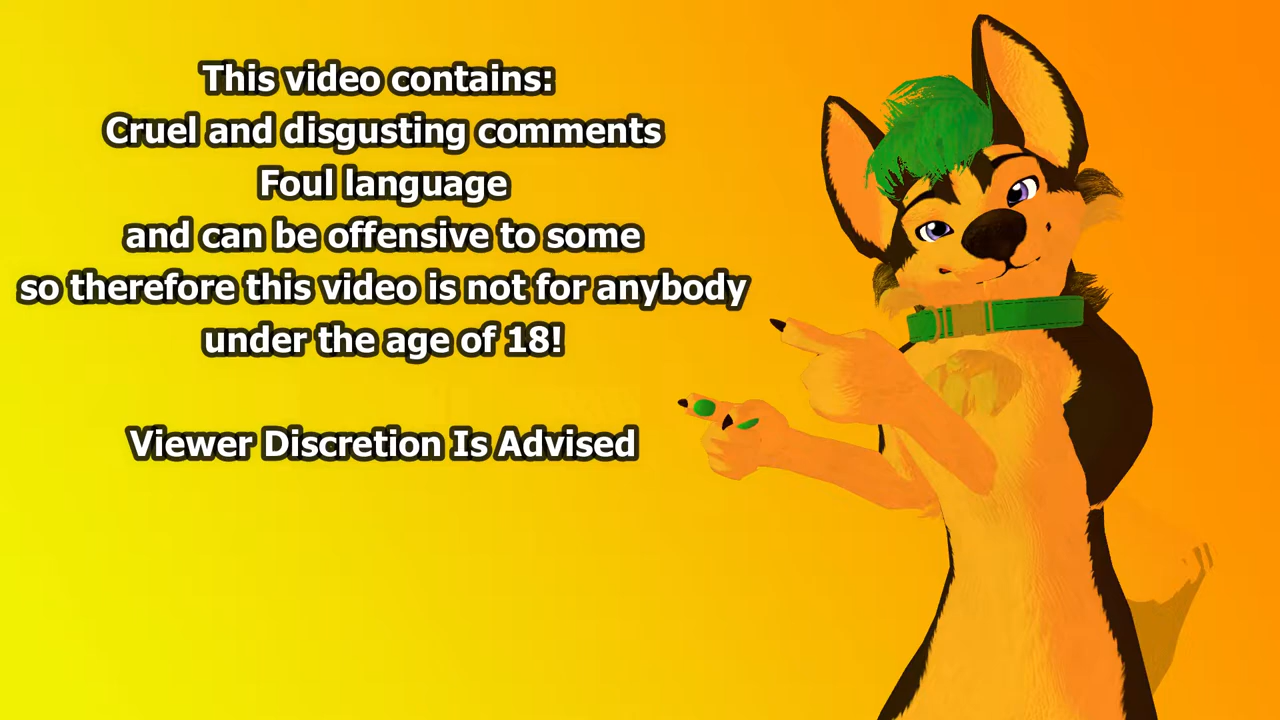 This video contains:
Cruel and disgusting comments
Foul language
and can be offensive to some
so therefore this video is not for anybody
under the age of 18!
Viewer Discretion Is Advised